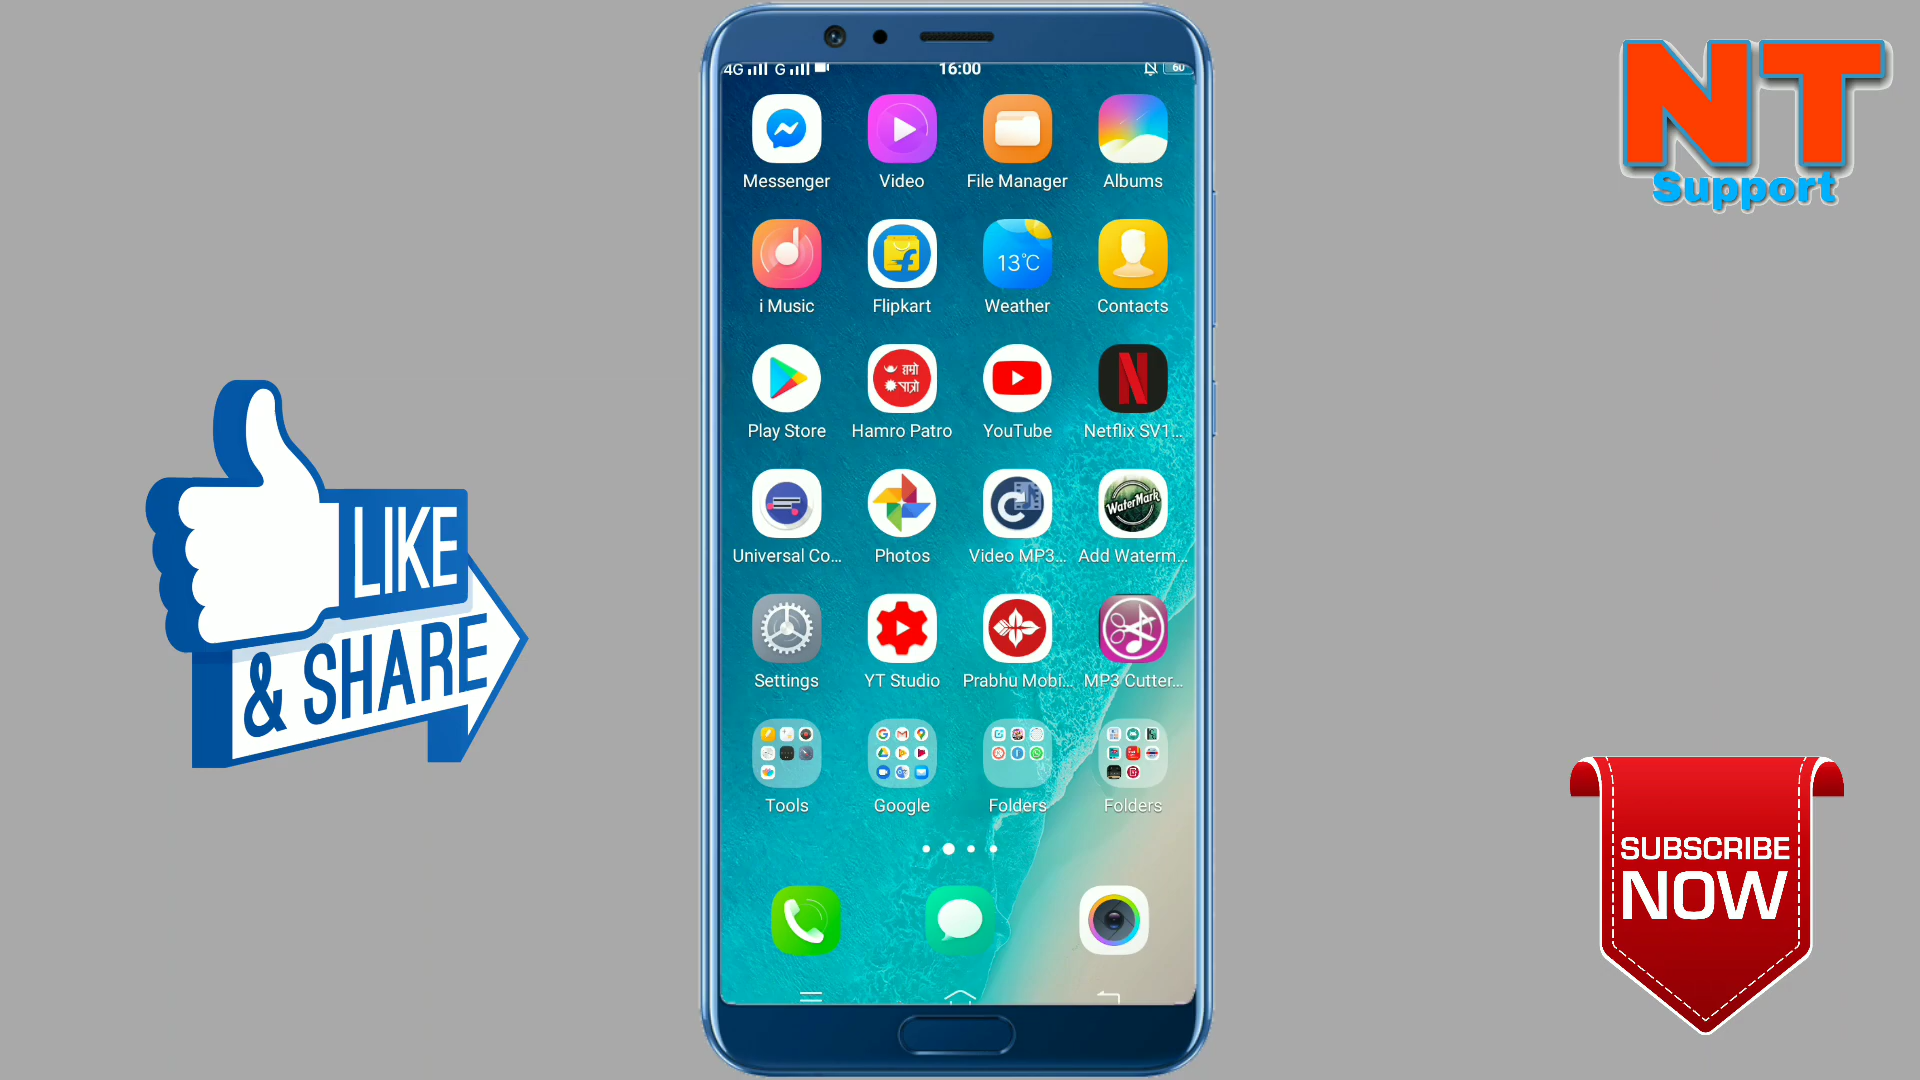 4G G 16:00 60
NT
Support
Messenger Video File Manager Albums
13°C
i Music Flipkart Weather Contacts
हाम्रो
पात्रो
Play Store Hamro Patro YouTube Netflix SV1...
WaterMark
Universal Co... Photos Video MP3... Add Waterm...
Settings YT Studio Prabhu Mobi... MP3 Cutter...
Tools Google Folders Folders
LIKE
& SHARE
SUBSCRIBE
NOW